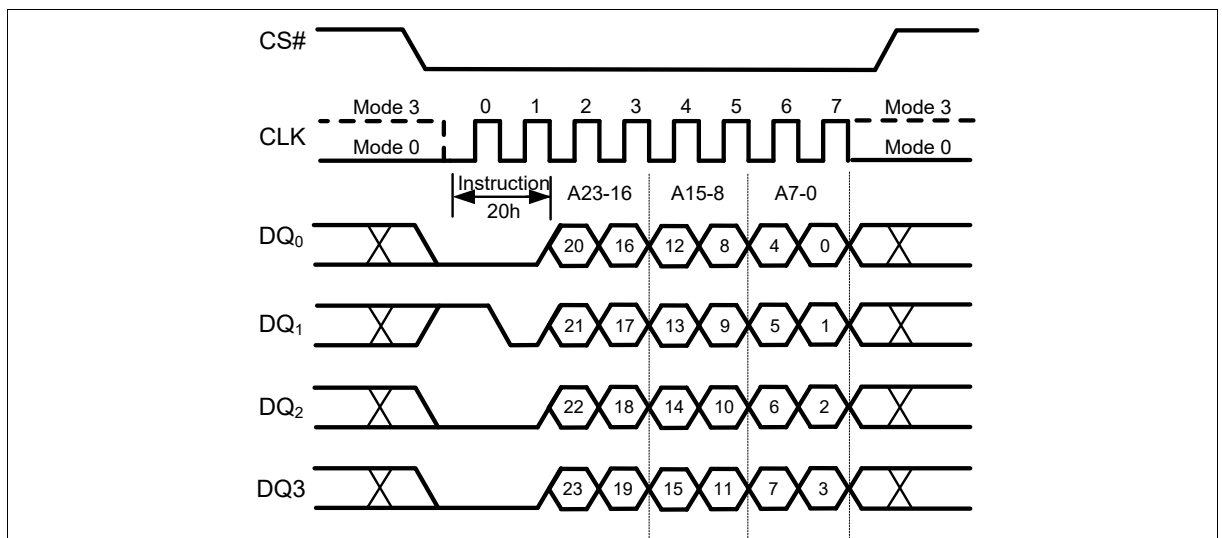 CS#
Mode 3 0 1 2 3 4 5 6 7 Mode 3
CLK
Mode 0 Mode 0
Instruction A23-16 A15-8 A7-0
20h
DQ0 20 16 12 8 4 0
DQ1 21 17 13 9 5 1
DQ2 22 18 14 10 6 2
DQ3 23 19 15 11 7 3